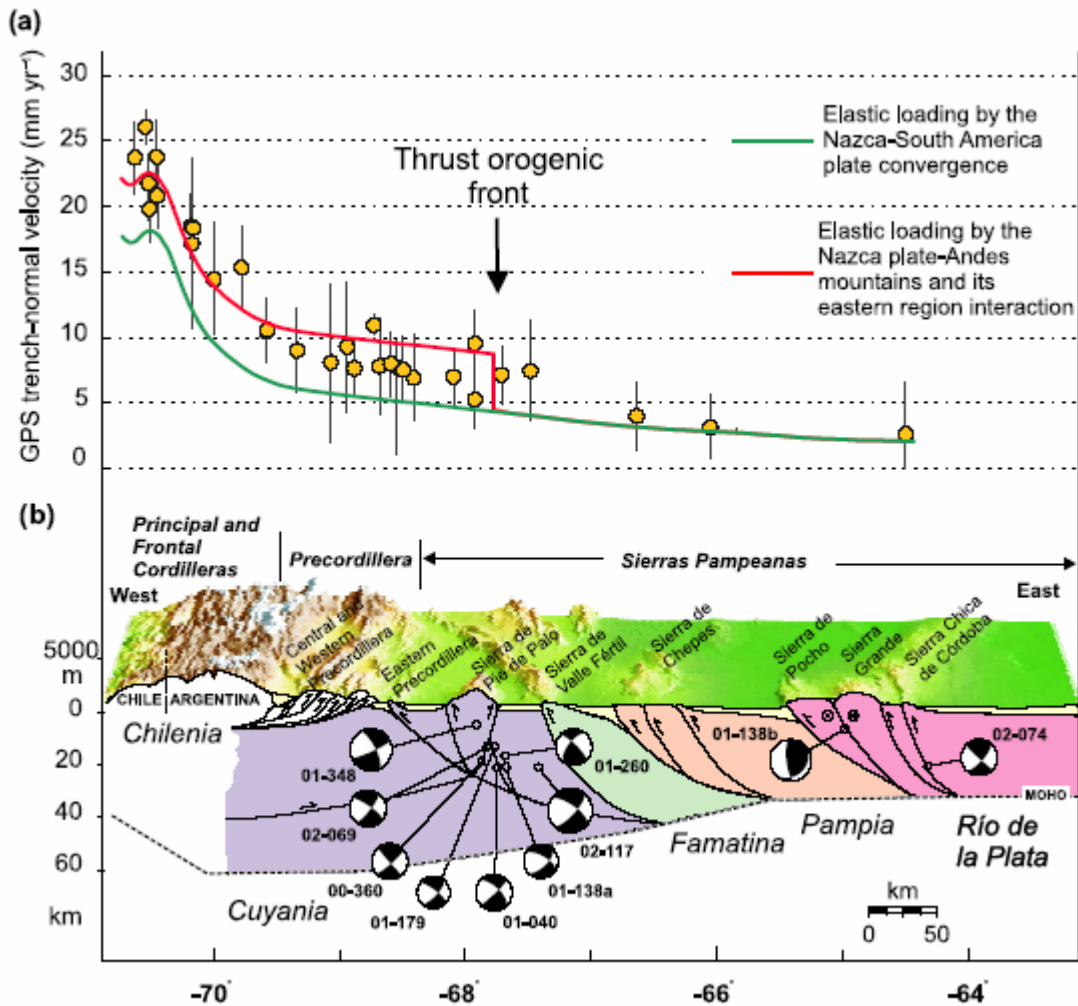 (a)
GPS trench-normal velocity (mm yr⁻¹)
30
25
20
15
10
5
0
Thrust orogenic
front
Elastic loading by the
Nazca-South America
plate convergence
Elastic loading by the
Nazca plate-Andes
mountains and its
eastern region interaction
(b)
Principal and
Frontal
Cordilleras
Precordillera
Sierras Pampeanas
West
East
5000
m
0
20
40
60
km
Central and
Western
Precordillera
Eastern
Precordillera
Sierra de
Pie de Palo
Sierra de
Valle Fértil
Sierra de
Chepes
Sierra de
Pocho
Sierra
Grande
Sierra Chica
de Córdoba
CHILE
ARGENTINA
Chilenia
01-348
02-069
00-360
01-179
01-040
01-138a
02-117
01-260
01-138b
02-074
MOHO
Cuyania
Famatina
Pampia
Río de
la Plata
km
0 50
-70°
-68°
-66°
-64°